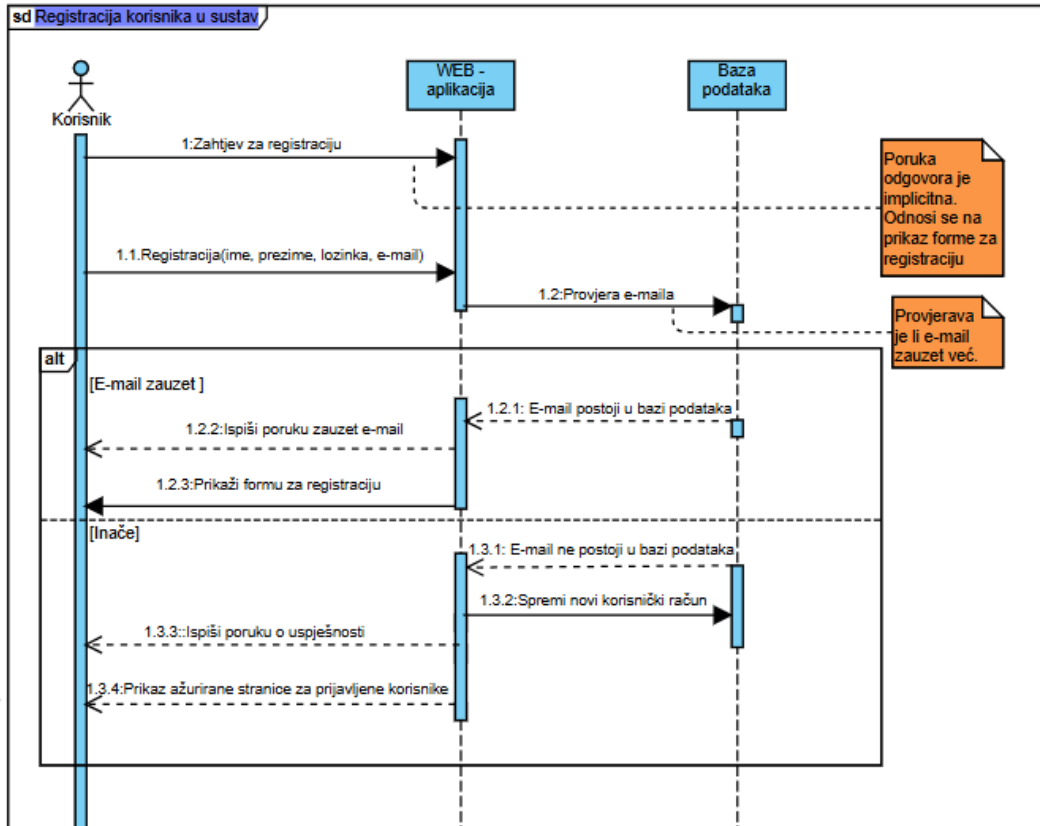 sd Registracija korisnika u sustav
WEB -
aplikacija
Baza
podataka
Korisnik
1:Zahtjev za registraciju
Poruka
odgovora je
implicitna.
Odnosi se na
prikaz forme za
registraciju
1.1.Registracija(ime, prezime, lozinka, e-mail)
1.2:Provjera e-maila
Provjerava
je li e-mail
zauzet već.
alt
[E-mail zauzet ]
1.2.1: E-mail postoji u bazi podataka
1.2.2:Ispiši poruku zauzet e-mail
1.2.3:Prikaži formu za registraciju
[Inače]
1.3.1: E-mail ne postoji u bazi podataka
1.3.2:Spremi novi korisnički račun
1.3.3::Ispiši poruku o uspješnosti
1.3.4:Prikaz ažurirane stranice za prijavljene korisnike